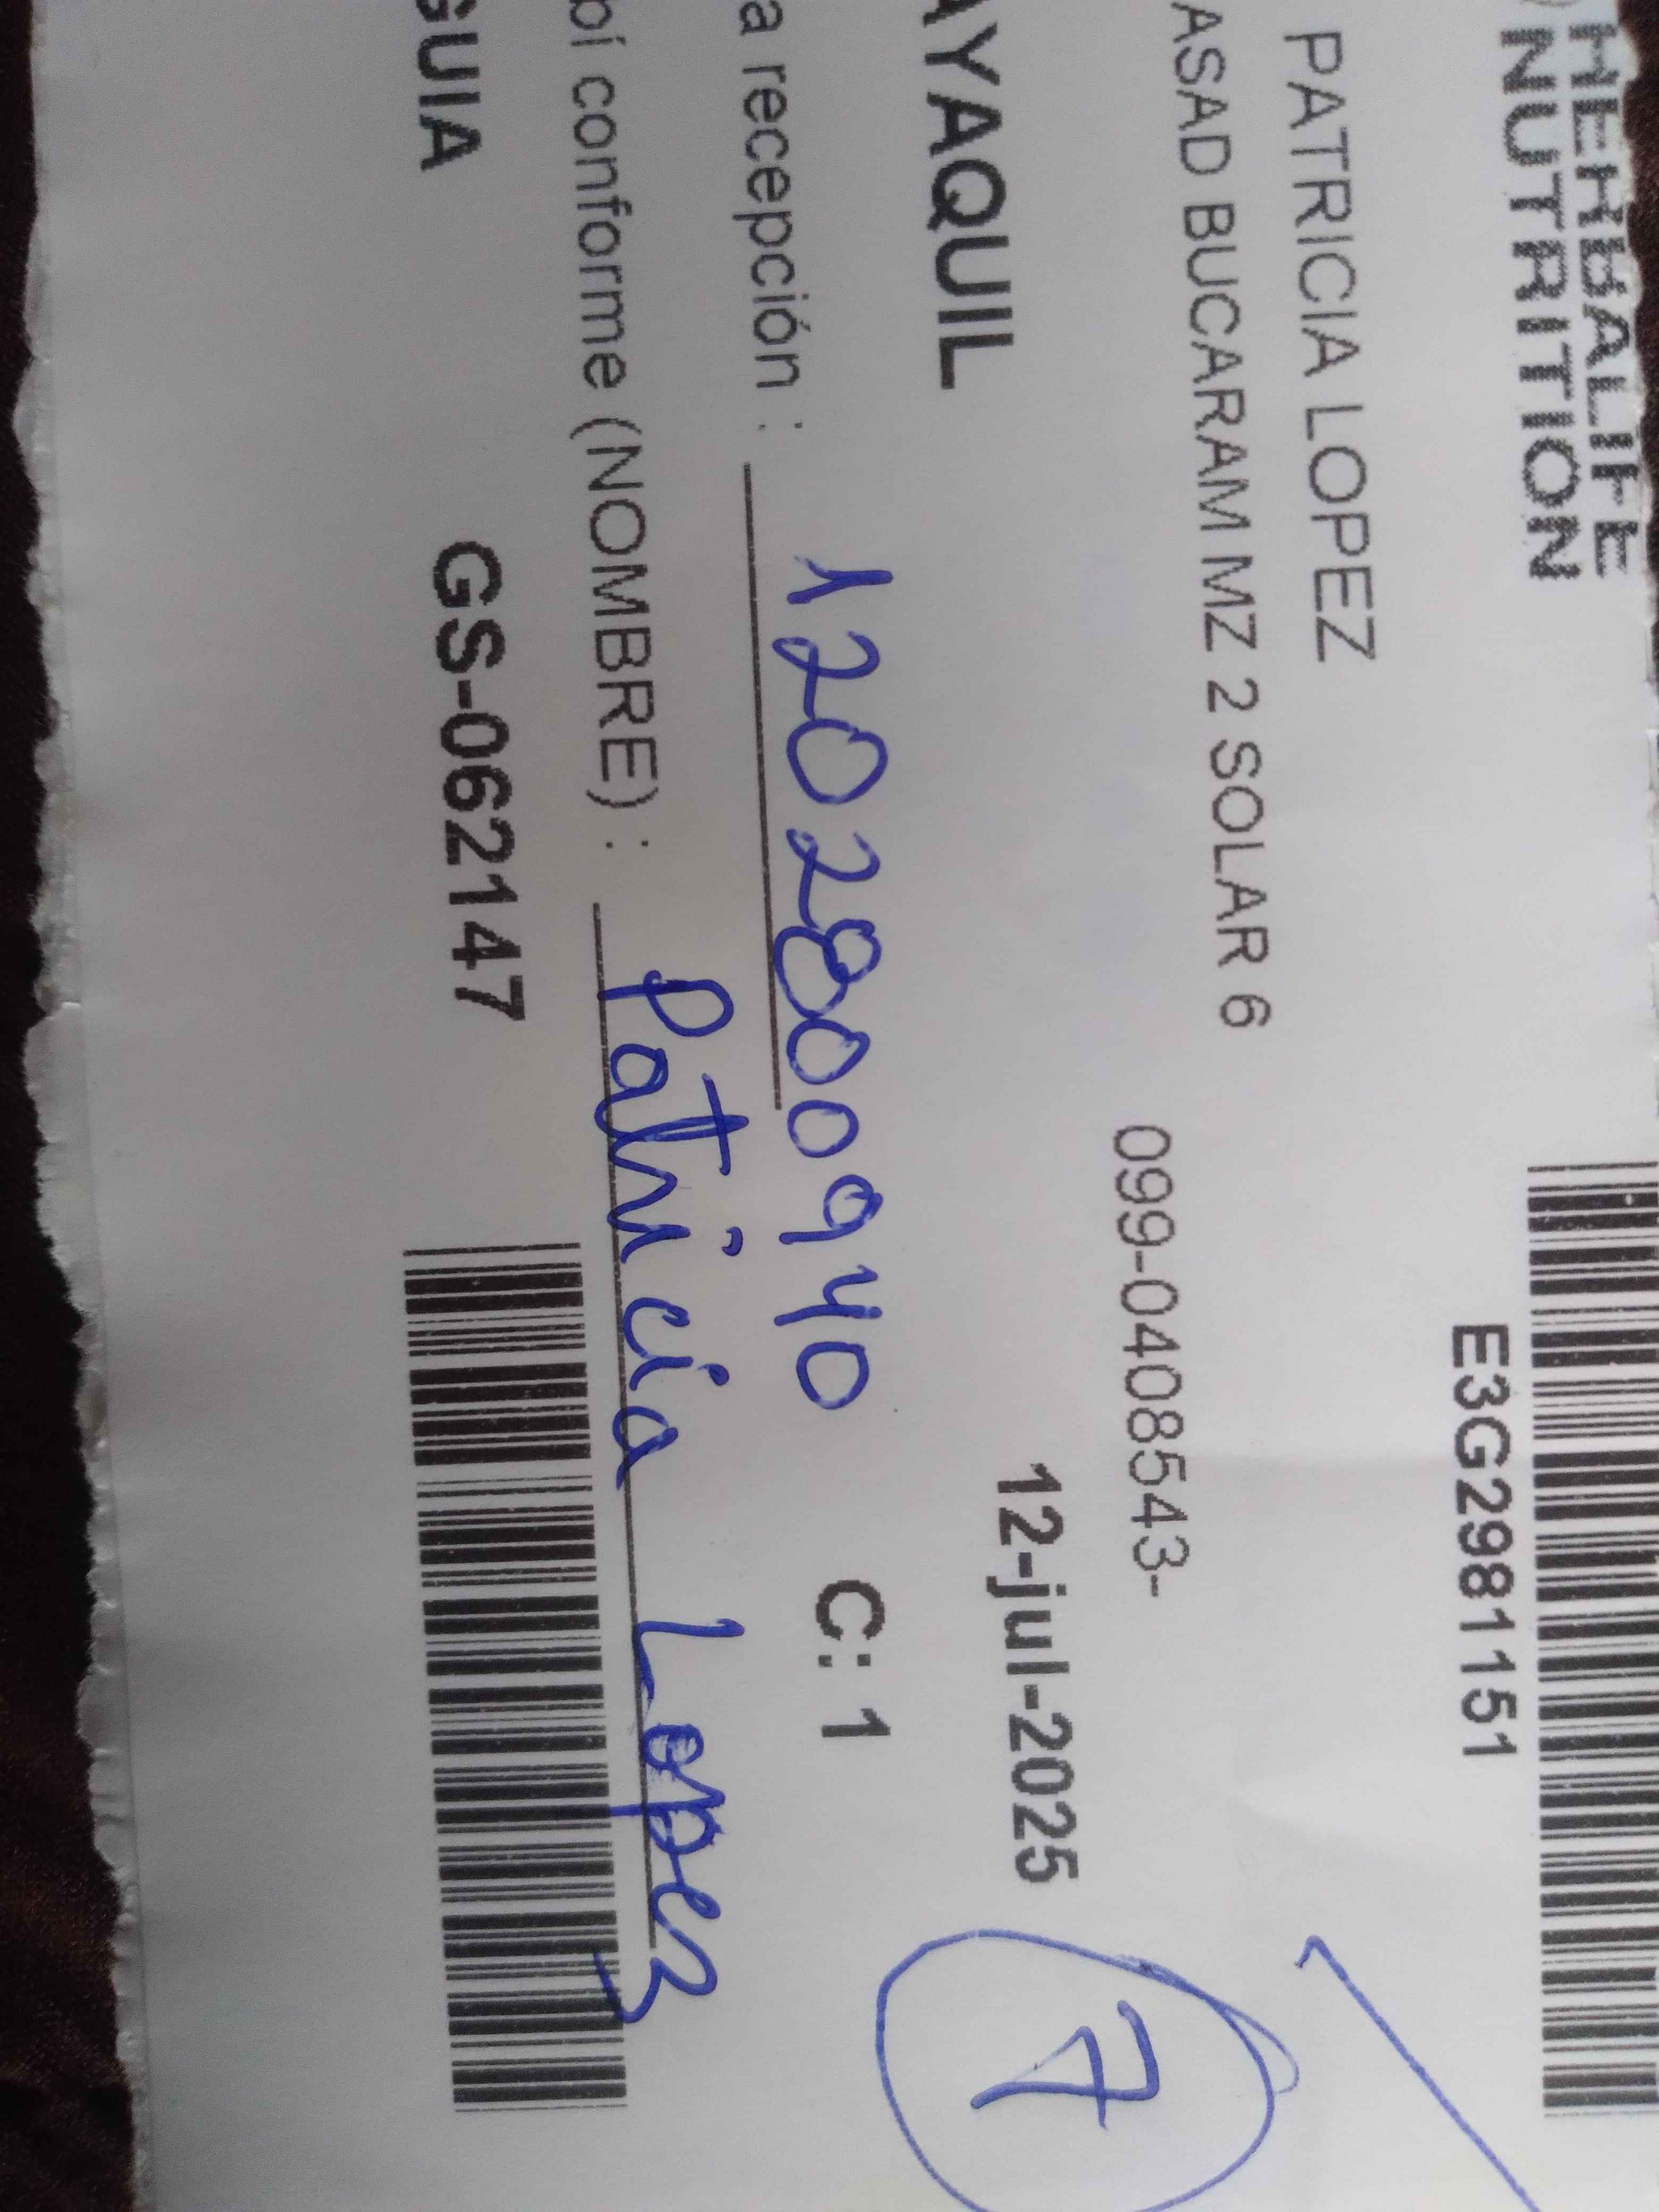 HERBALIFE
NUTRITION
E3G2981151
PATRICIA LOPEZ
ASAD BUCARAM MZ 2 SOLAR 6
099-0408543-
AYAQUIL
12-jul-2025
7
a recepción : 1202800940
C: 1
bí conforme (NOMBRE) : Patricia Lopez
GUIA
GS-062147